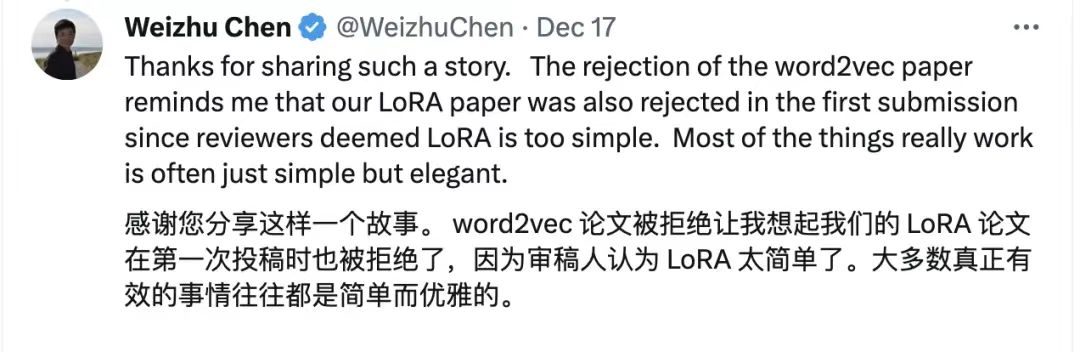 Weizhu Chen @WeizhuChen · Dec 17 ···
Thanks for sharing such a story. The rejection of the word2vec paper
reminds me that our LoRA paper was also rejected in the first submission
since reviewers deemed LoRA is too simple. Most of the things really work
is often just simple but elegant.
感谢您分享这样一个故事。 word2vec 论文被拒绝让我想起我们的 LoRA 论文
在第一次投稿时也被拒绝了，因为审稿人认为 LoRA 太简单了。大多数真正有
效的事情往往都是简单而优雅的。